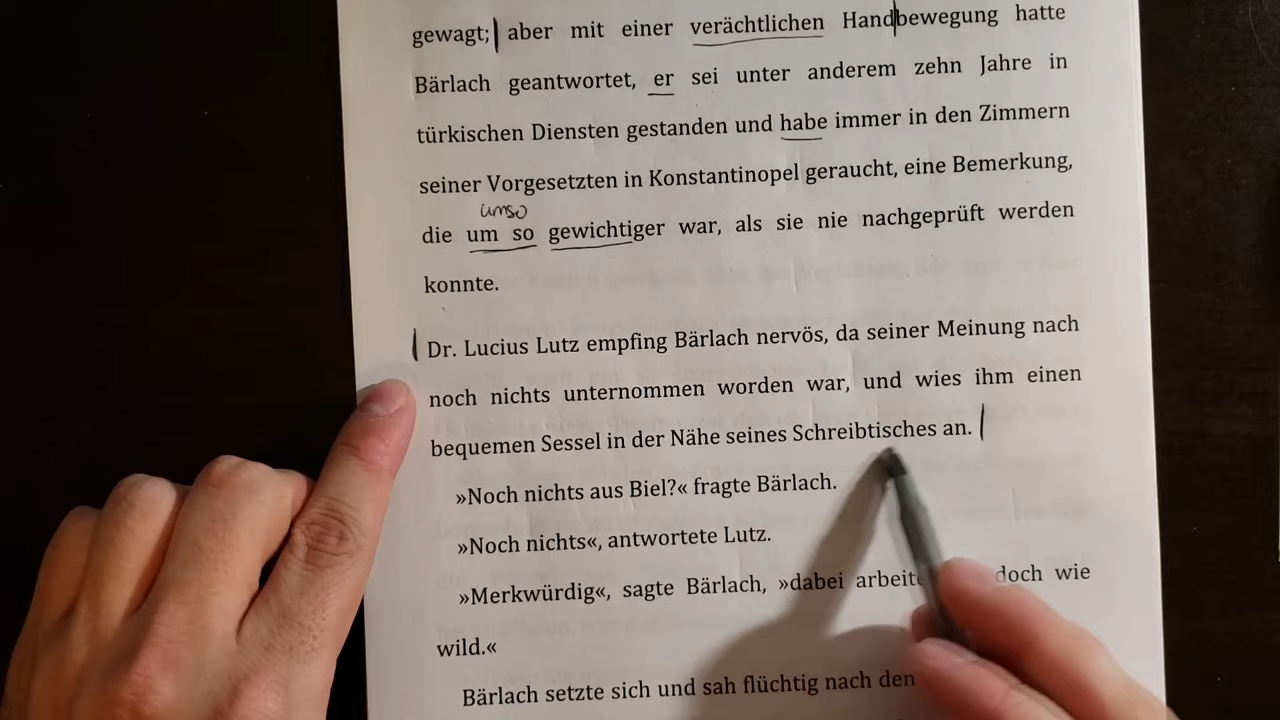 gewagt; aber mit einer verächtlichen Handbewegung hatte
Bärlach geantwortet, er sei unter anderem zehn Jahre in
türkischen Diensten gestanden und habe immer in den Zimmern
seiner Vorgesetzten in Konstantinopel geraucht, eine Bemerkung,
umso
die um so gewichtiger war, als sie nie nachgeprüft werden
konnte.
Dr. Lucius Lutz empfing Bärlach nervös, da seiner Meinung nach
noch nichts unternommen worden war, und wies ihm einen
bequemen Sessel in der Nähe seines Schreibtisches an.
»Noch nichts aus Biel?« fragte Bärlach.
»Noch nichts«, antwortete Lutz.
»Merkwürdig«, sagte Bärlach, »dabei doch wie
wild.«
Bärlach setzte sich und sah flüchtig nach den